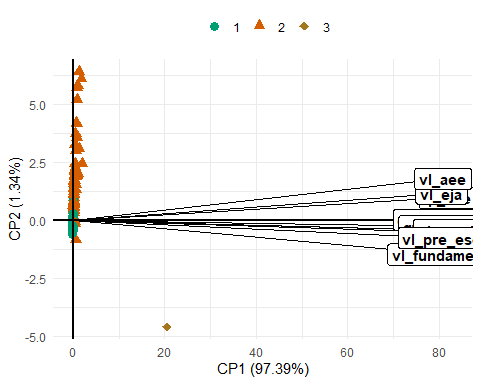 1 2 3
5.0
2.5
0.0
-2.5
-5.0
CP2 (1.34%)
vl_aee
vl_eja
vl_pre_es
vl_fundame
0 20 40 60 80
CP1 (97.39%)